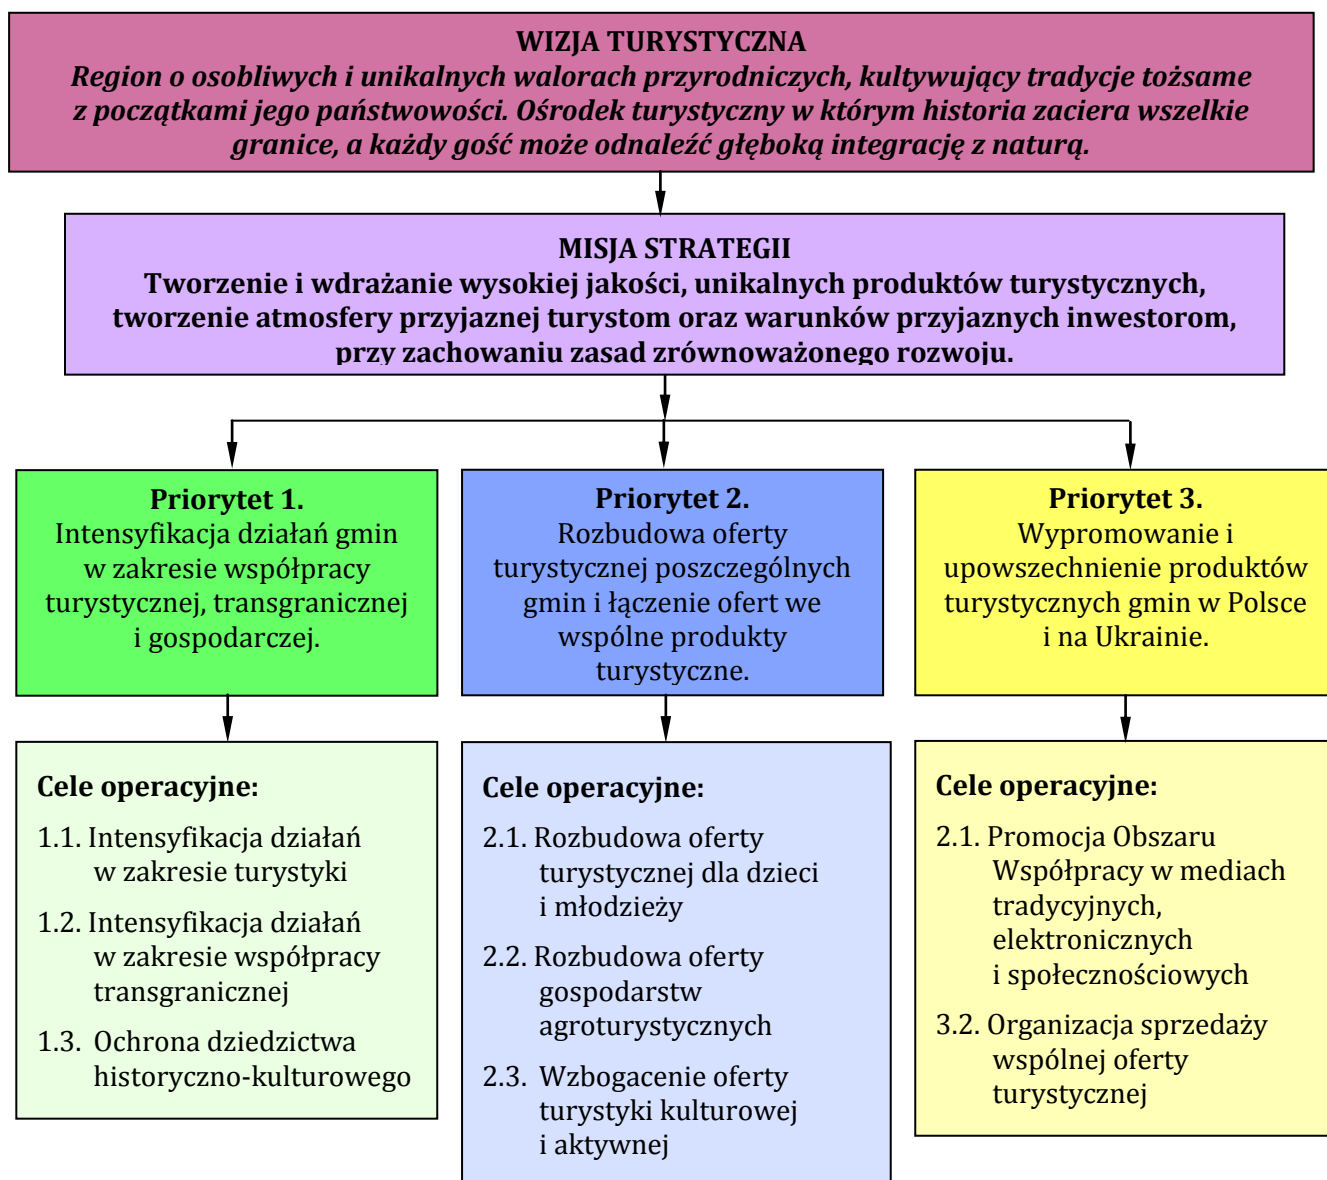 WIZJA TURYSTYCZNA
Region o osobliwych i unikalnych walorach przyrodniczych, kultywujący tradycje tożsame
z początkami jego państwowości. Ośrodek turystyczny w którym historia zaciera wszelkie
granice, a każdy gość może odnaleźć głęboką integrację z naturą.
MISJA STRATEGII
Tworzenie i wdrażanie wysokiej jakości, unikalnych produktów turystycznych,
tworzenie atmosfery przyjaznej turystom oraz warunków przyjaznych inwestorom,
przy zachowaniu zasad zrównoważonego rozwoju.
Priorytet 1.
Intensyfikacja działań gmin
w zakresie współpracy
turystycznej, transgranicznej
i gospodarczej.
Priorytet 2.
Rozbudowa oferty
turystycznej poszczególnych
gmin i łączenie ofert we
wspólne produkty
turystyczne.
Priorytet 3.
Wypromowanie i
upowszechnienie produktów
turystycznych gmin w Polsce
i na Ukrainie.
Cele operacyjne:
1.1. Intensyfikacja działań
w zakresie turystyki
1.2. Intensyfikacja działań
w zakresie współpracy
transgranicznej
1.3. Ochrona dziedzictwa
historyczno-kulturowego
Cele operacyjne:
2.1. Rozbudowa oferty
turystycznej dla dzieci
i młodzieży
2.2. Rozbudowa oferty
gospodarstw
agroturystycznych
2.3. Wzbogacenie oferty
turystyki kulturowej
i aktywnej
Cele operacyjne:
2.1. Promocja Obszaru
Współpracy w mediach
tradycyjnych,
elektronicznych
i społecznościowych
3.2. Organizacja sprzedaży
wspólnej oferty
turystycznej